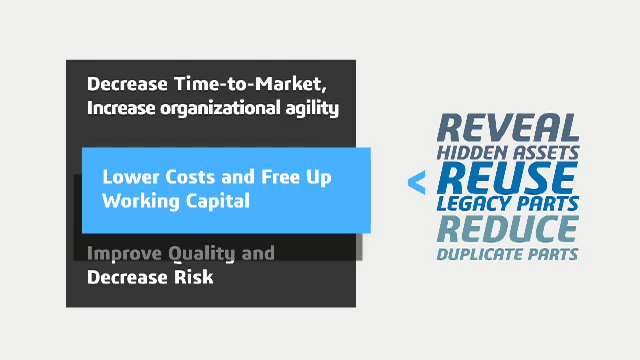 Decrease Time-to-Market,
Increase organizational agility
Lower Costs and Free Up
Working Capital
Improve Quality and
Decrease Risk
<
REVEAL
HIDDEN ASSETS
REUSE
LEGACY PARTS
REDUCE
DUPLICATE PARTS